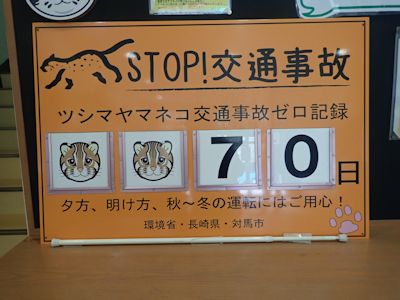 STOP!交通事故
ツシマヤマネコ交通事故ゼロ記録
70日
夕方、明け方、秋～冬の運転にはご用心！
環境省・長崎県・対馬市